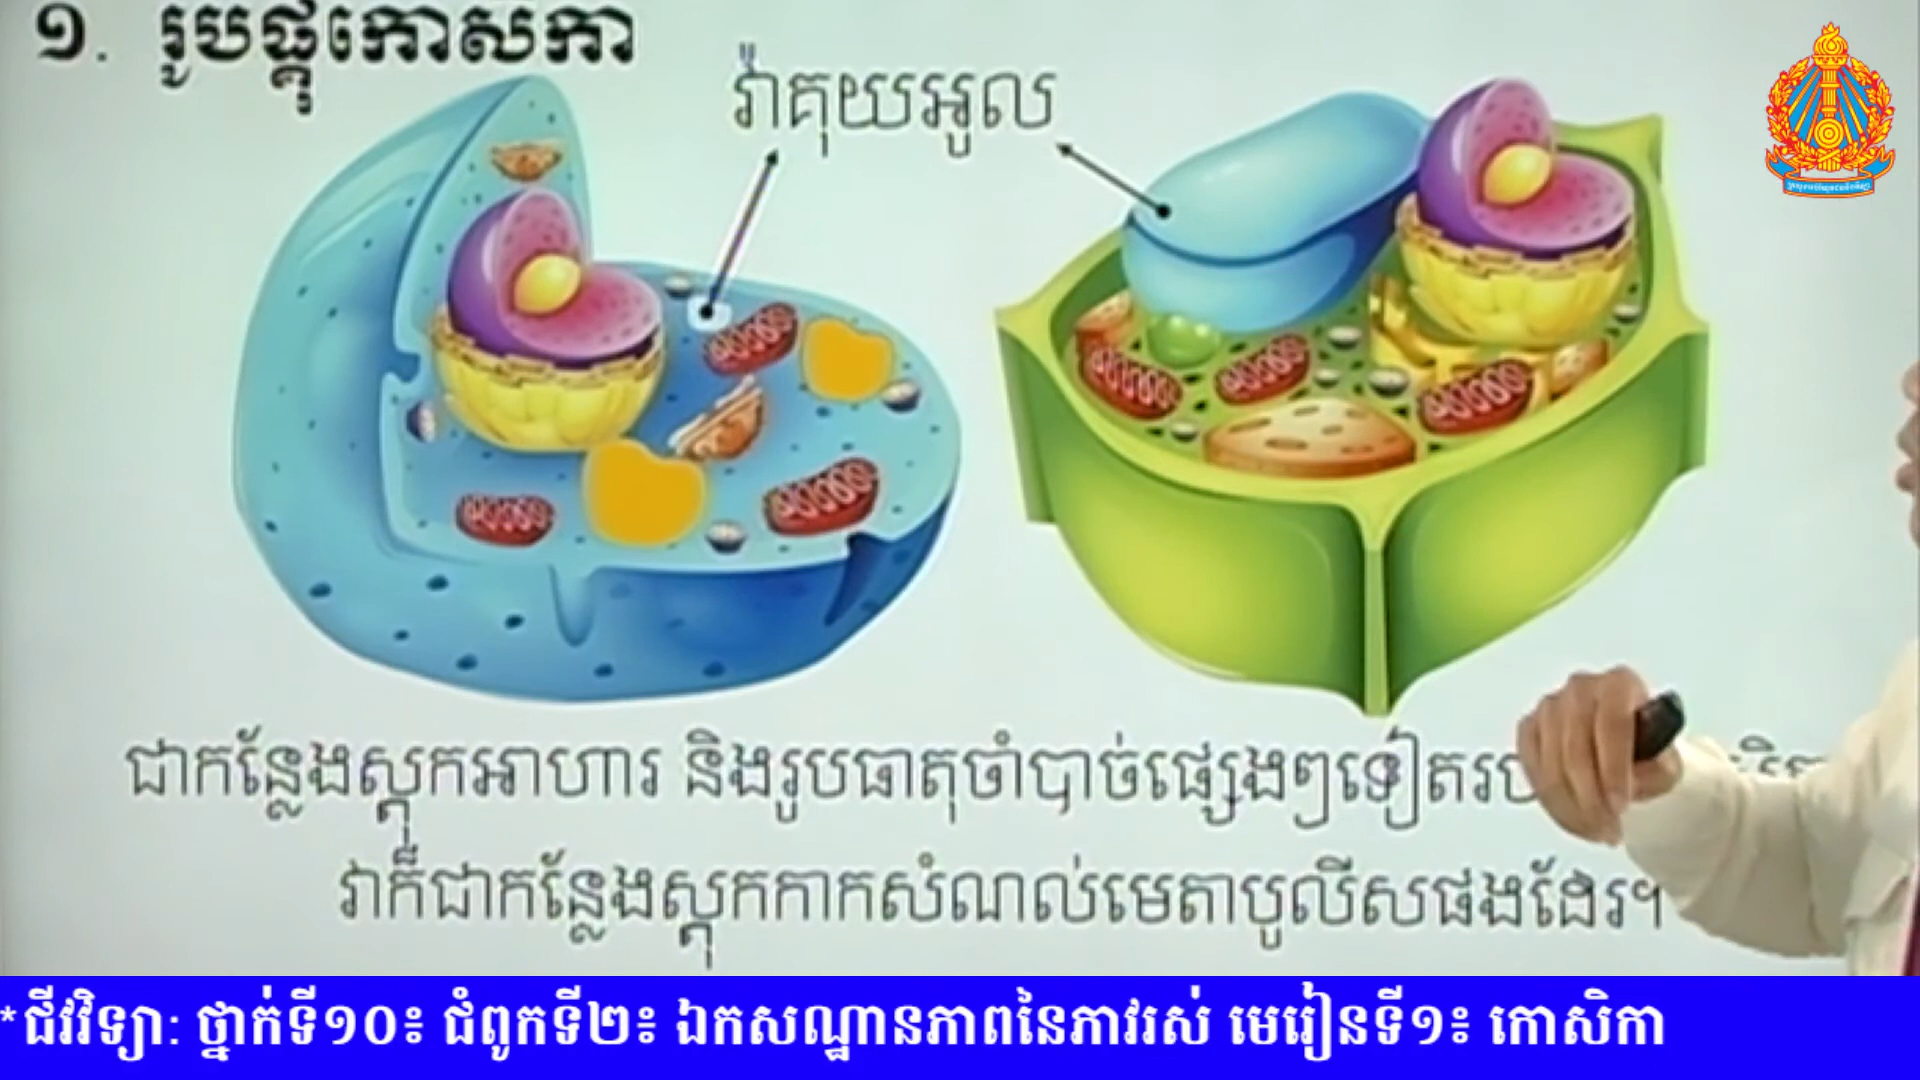 ១. រូបផ្គុំកោសិកា
វ៉ាគុយអូល
ជាកន្លែងស្តុកអាហារ និងរូបធាតុចាំបាច់ផ្សេងៗទៀត
វាក៏ជាកន្លែងស្តុកកាកសំណល់មេតាបូលីសផងដែរ។
*ជីវវិទ្យា: ថ្នាក់ទី១០៖ ជំពូកទី២៖ ឯកសណ្ឋានភាពនៃភាវរស់ មេរៀនទី១៖ កោសិកា